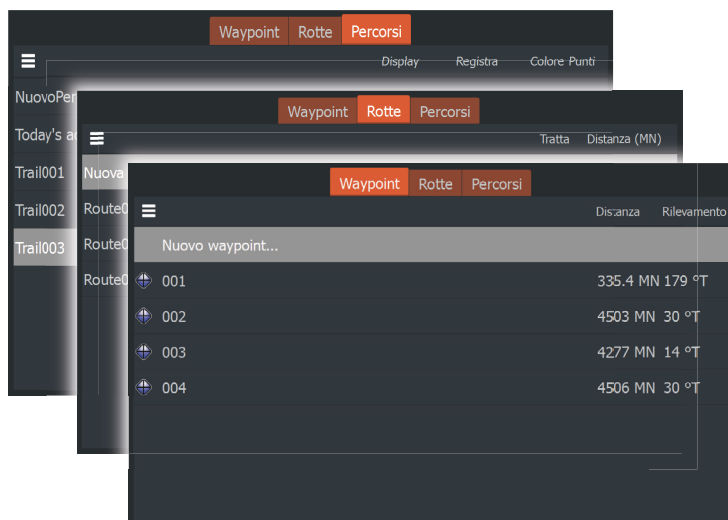 Waypoint Rotte Percorsi
Display Registra Colore Punti
Today's
Trail001
Trail002
Trail003
Waypoint Rotte Percorsi
Tratta Distanza (MN)
Nuova
Waypoint Rotte Percorsi
Distanza Rilevamento
Nuovo waypoint...
001 335.4 MN 179 °T
002 4503 MN 30 °T
003 4277 MN 14 °T
004 4506 MN 30 °T